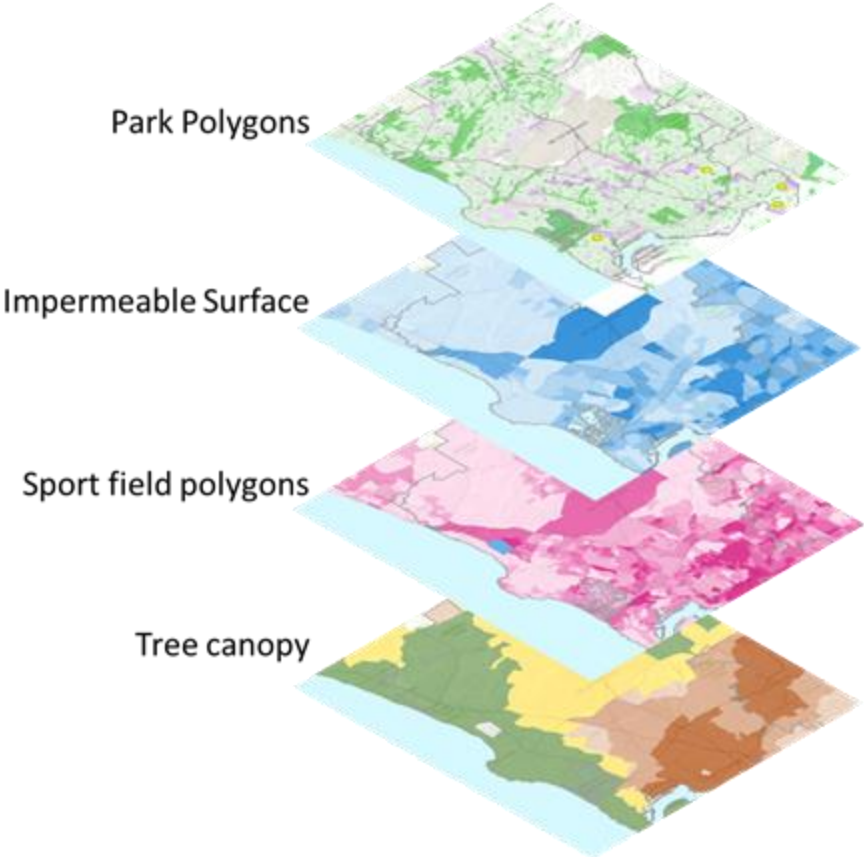 Park Polygons
Impermeable Surface
Sport field polygons
Tree canopy